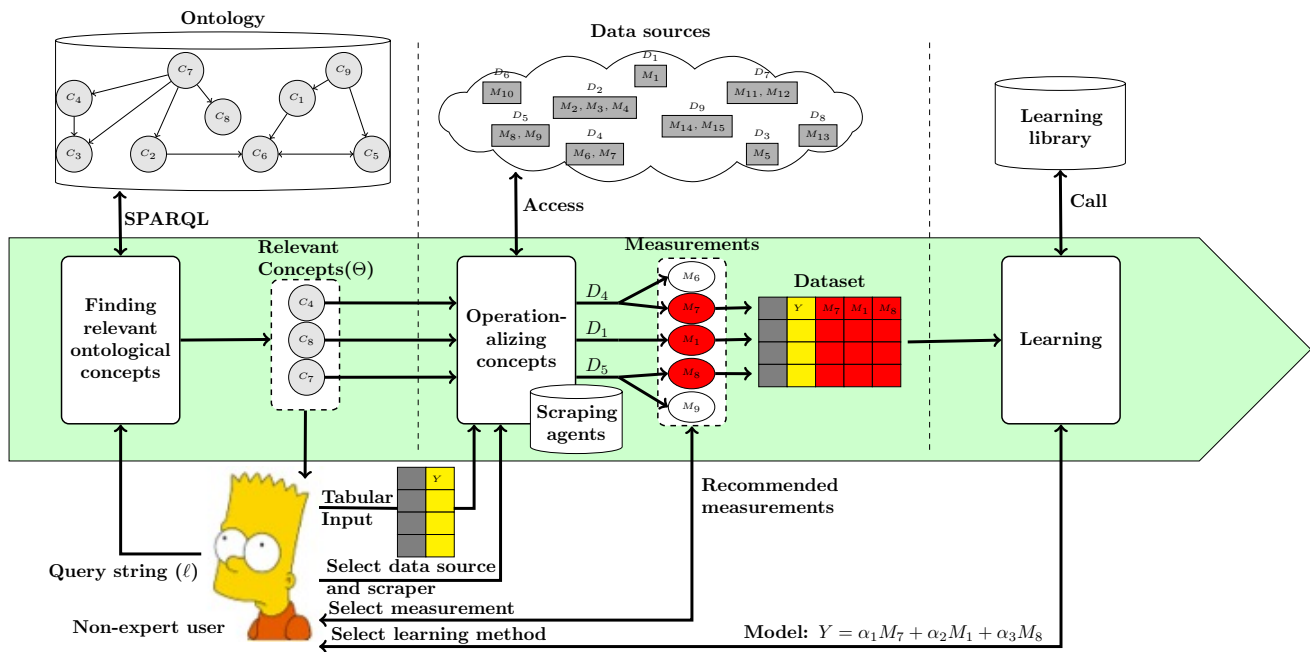 Ontology
C7
C9
C4
C1
C8
C3
C2
C6
C5
Data sources
D1
M1
D6
M10
D2
M2, M3, M4
D7
M11, M12
D5
M8, M9
D9
M14, M15
D8
M13
D4
M6, M7
D3
M5
Learning
library
SPARQL
Access
Call
Finding
relevant
ontological
concepts
Relevant
Concepts(Θ)
C4
C8
C7
Operation-
alizing
concepts
Scraping
agents
D4
D1
D5
Measurements
M6
M7
M1
M8
M9
Dataset
Y M7 M1 M8
Learning
Query string (ℓ)
Non-expert user
Tabular
Input
Y
Select data source
and scraper
Select measurement
Select learning method
Recommended
measurements
Model: Y = α1M7 + α2M1 + α3M8